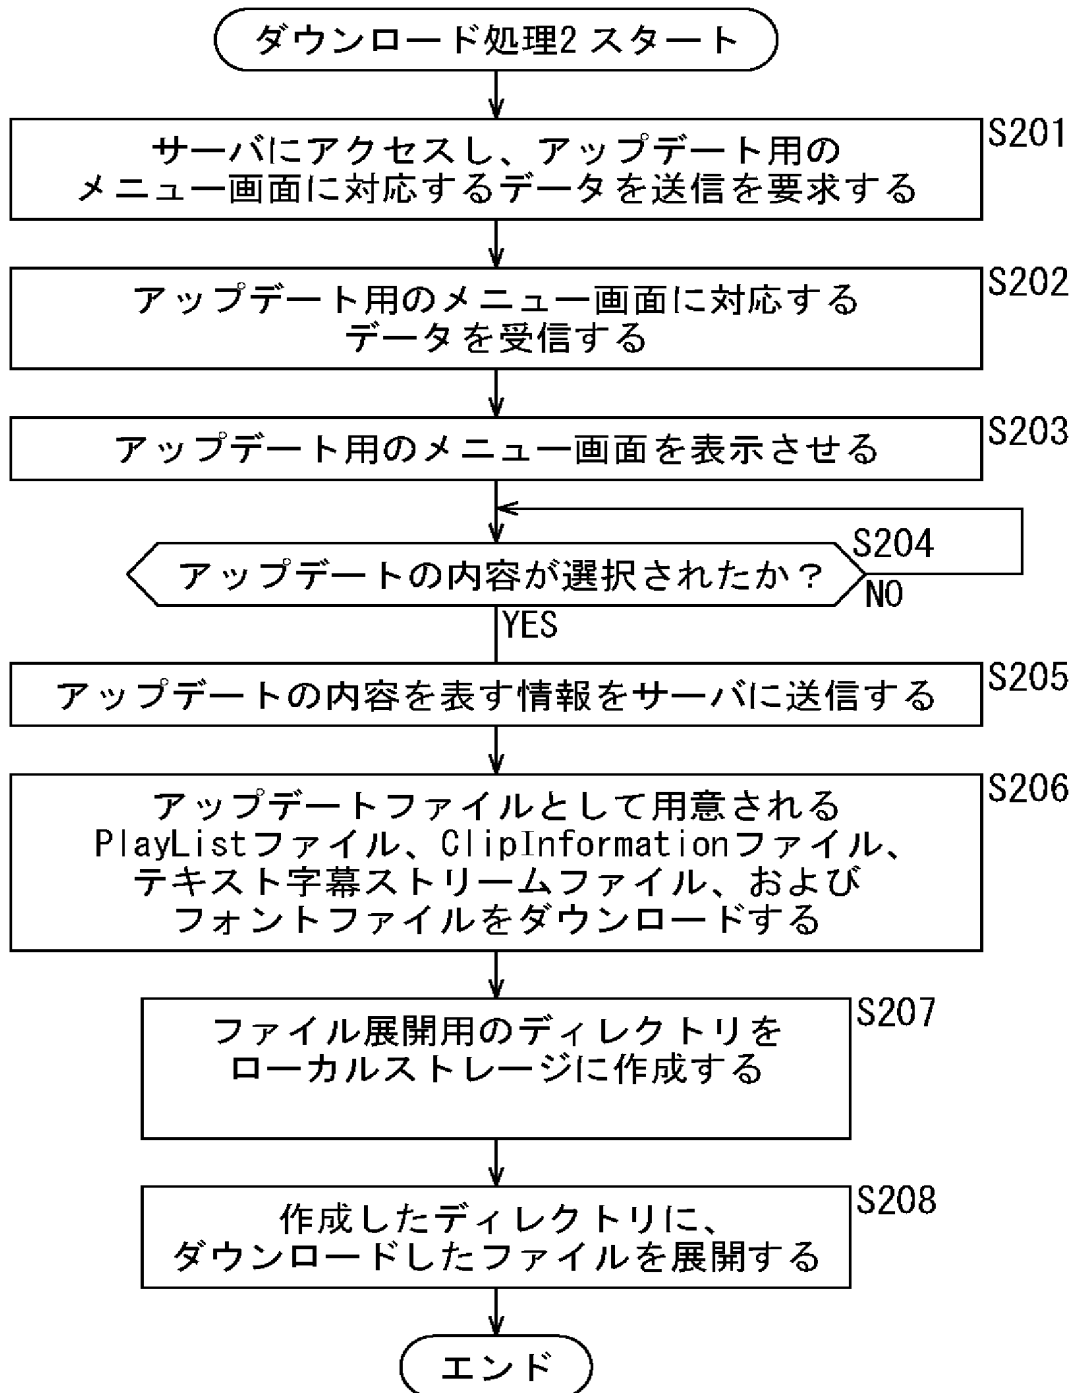 ダウンロード処理2 スタート
S201
サーバにアクセスし、アップデート用の
メニュー画面に対応するデータを送信を要求する
S202
アップデート用のメニュー画面に対応する
データを受信する
S203
アップデート用のメニュー画面を表示させる
S204
アップデートの内容が選択されたか？
NO
YES
S205
アップデートの内容を表す情報をサーバに送信する
S206
アップデートファイルとして用意される
PlayListファイル、ClipInformationファイル、
テキスト字幕ストリームファイル、および
フォントファイルをダウンロードする
S207
ファイル展開用のディレクトリを
ローカルストレージに作成する
S208
作成したディレクトリに、
ダウンロードしたファイルを展開する
エンド